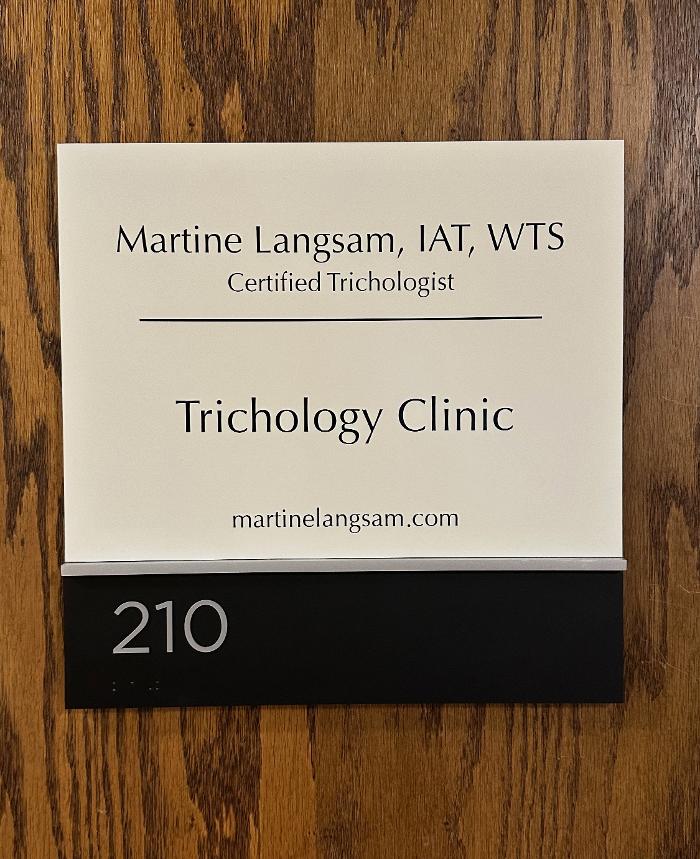 Martine Langsam, IAT, WTS
Certified Trichologist
Trichology Clinic
martinelangsam.com
210